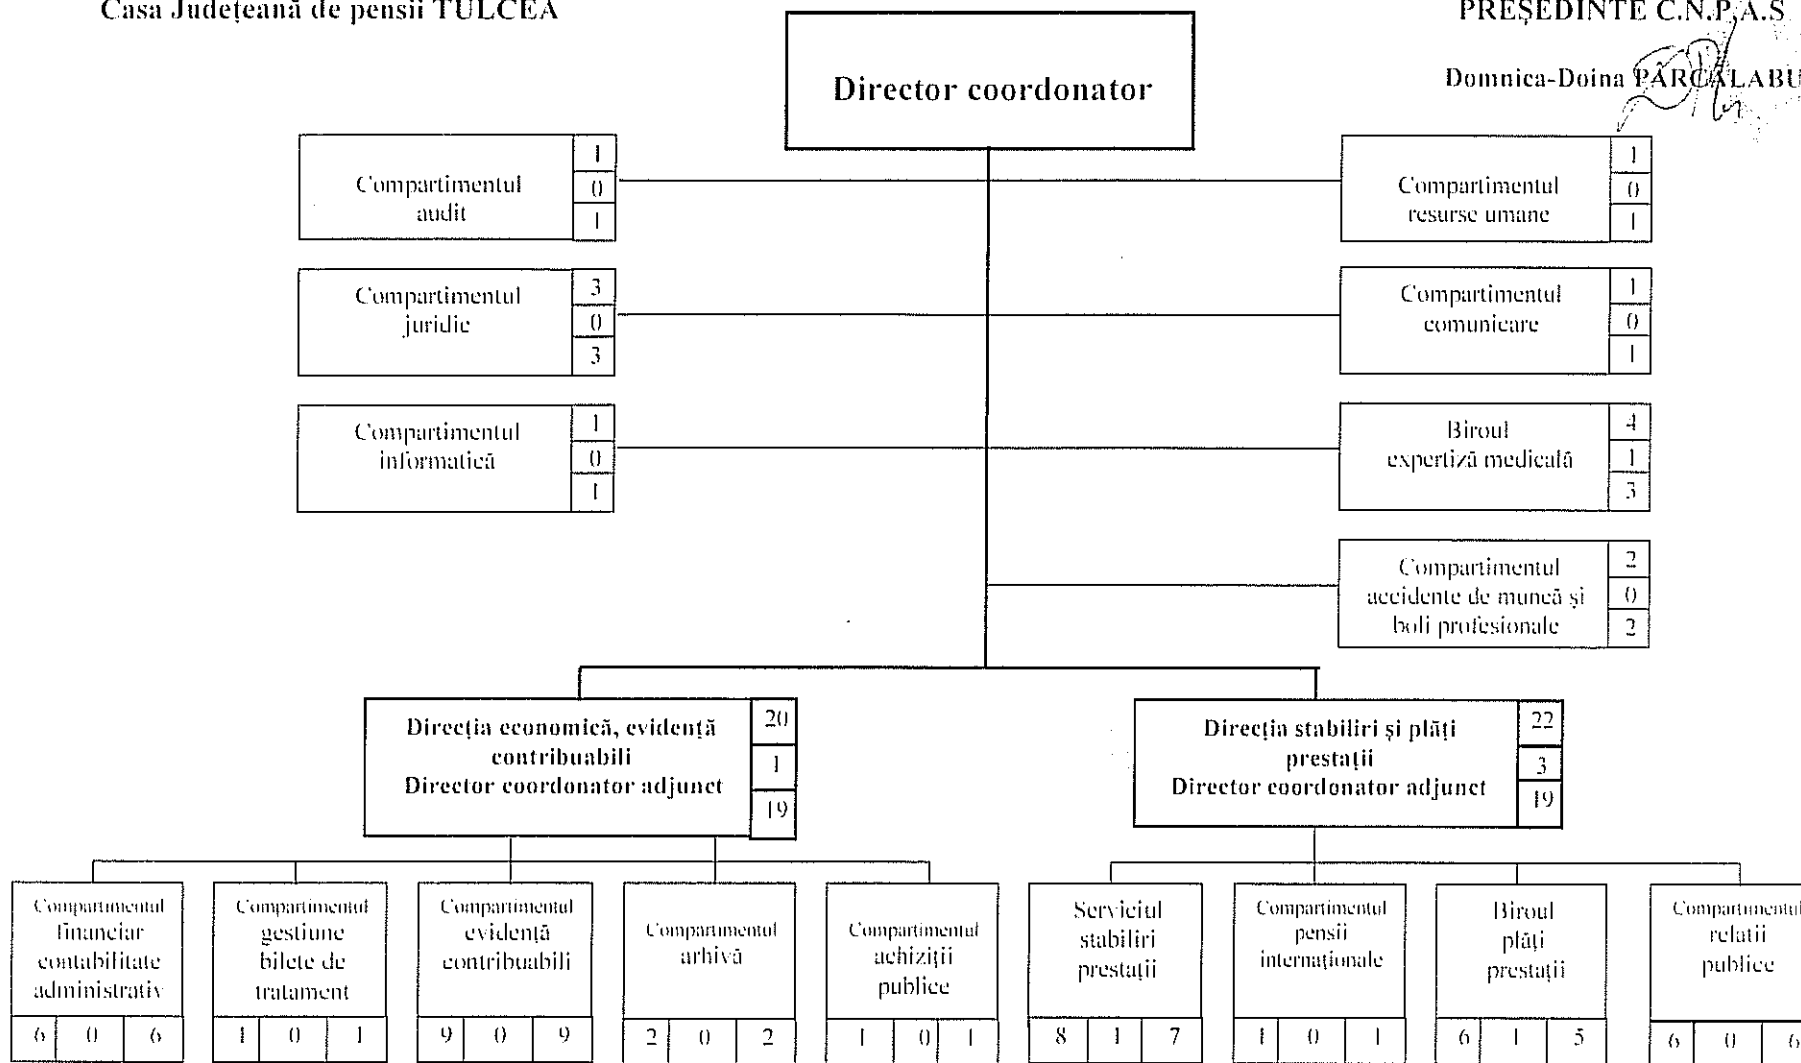 Casa Județeană de pensii TULCEA
PREȘEDINTE C.N.P.A.S
Domnica-Doina PÂRCĂLABU
Director coordonator
Compartimentul
audit
1
0
1
Compartimentul
resurse umane
1
0
1
Compartimentul
juridic
3
0
3
Compartimentul
comunicare
1
0
1
Compartimentul
informatică
1
0
1
Biroul
expertiză medicală
4
1
3
Compartimentul
accidente de muncă și
boli profesionale
2
0
2
Direcția economică, evidență
contribuabili
Director coordonator adjunct
20
1
19
Direcția stabiliri și plăți
prestații
Director coordonator adjunct
22
3
19
Compartimentul
financiar
contabilitate
administrativ
6 0 6
Compartimentul
gestiune
bilete de
tratament
1 0 1
Compartimentul
evidență
contribuabili
9 0 9
Compartimentul
arhivă
2 0 2
Compartimentul
achiziții
publice
1 0 1
Serviciul
stabiliri
prestații
8 1 7
Compartimentul
pensii
internaționale
1 0 1
Biroul
plăți
prestații
6 1 5
Compartimentul
relatii
publice
6 0 6